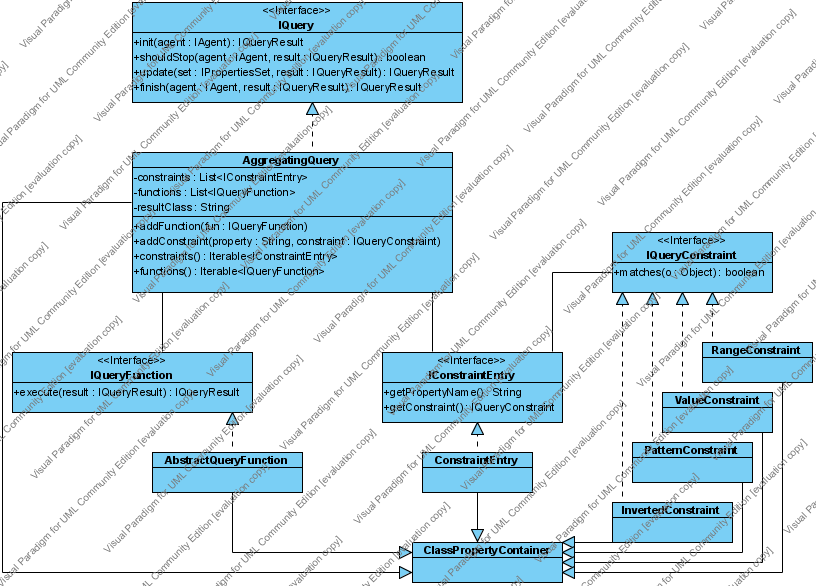 <<Interface>>
IQuery
+init(agent : IAgent) : IQueryResult
+shouldStop(agent : IAgent, result : IQueryResult) : boolean
+update(set : IPropertiesSet, result : IQueryResult) : IQueryResult
+finish(agent : IAgent, result : IQueryResult) : IQueryResult
AggregatingQuery
-constraints : List<IConstraintEntry>
-functions : List<IQueryFunction>
-resultClass : String
+addFunction(fun : IQueryFunction)
+addConstraint(property : String, constraint : IQueryConstraint)
+constraints() : Iterable<IConstraintEntry>
+functions() : Iterable<IQueryFunction>
<<Interface>>
IQueryConstraint
+matches(o : Object) : boolean
RangeConstraint
<<Interface>>
IQueryFunction
+execute(result : IQueryResult) : IQueryResult
<<Interface>>
IConstraintEntry
+getPropertyName() : String
+getConstraint() : IQueryConstraint
ValueConstraint
PatternConstraint
AbstractQueryFunction
ConstraintEntry
InvertedConstraint
ClassPropertyContainer
Visual Paradigm for UML Community Edition [evaluation copy]